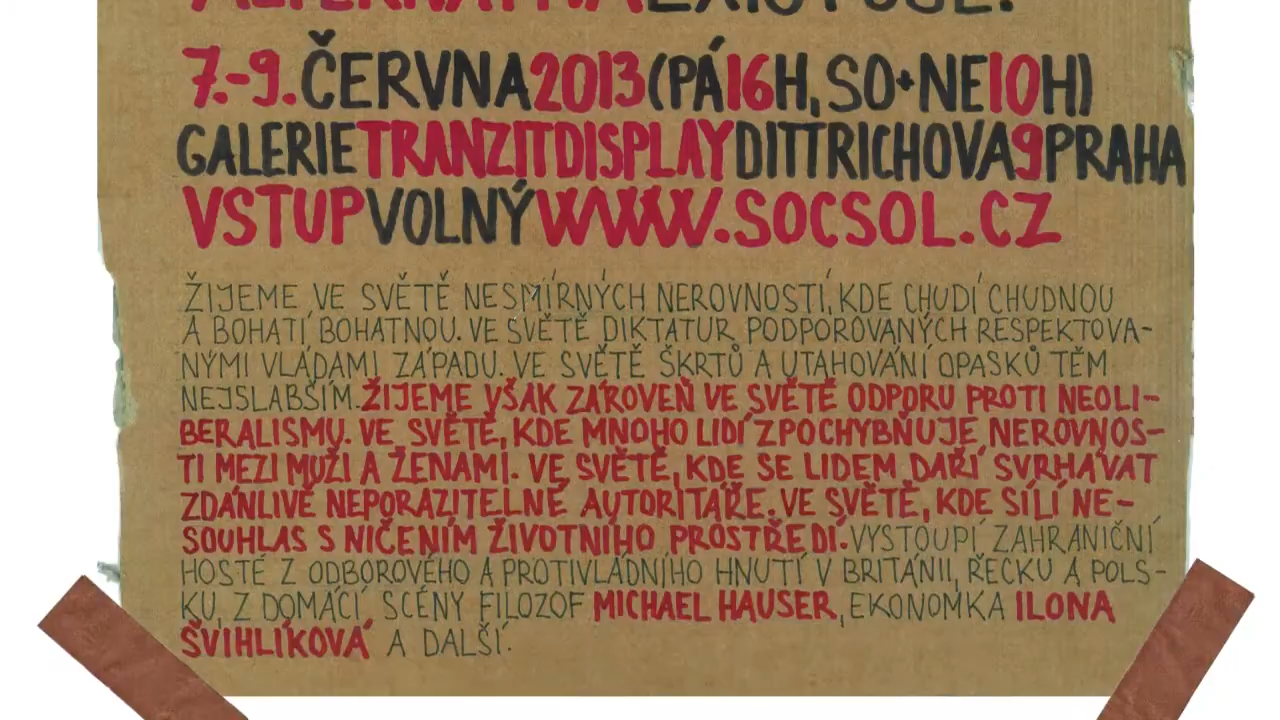 ALTERNATIVA EXISTUJE!
7.-9. ČERVNA 2013 (PÁ 16H, SO+NE 10H)
GALERIE TRANZITDISPLAY DITTRICHOVA 9 PRAHA
VSTUP VOLNÝ WWW.SOCSOL.CZ
ŽIJEME VE SVĚTĚ NESMÍRNÝCH NEROVNOSTÍ, KDE CHUDÍ CHUDNOU
A BOHATÍ BOHATNOU. VE SVĚTĚ DIKTATUR PODPOROVANÝCH RESPEKTOVA-
NÝMI VLÁDAMI ZÁPADU. VE SVĚTĚ ŠKRTŮ A UTAHOVÁNÍ OPASKŮ TĚM
NEJSLABŠÍM. ŽIJEME VŠAK ZÁROVEŇ VE SVĚTĚ ODPORU PROTI NEOLI-
BERALISMU. VE SVĚTĚ, KDE MNOHO LIDÍ ZPOCHYBŇUJE NEROVNOS-
TI MEZI MUŽI A ŽENAMI. VE SVĚTĚ, KDE SE LIDEM DAŘÍ SVRHÁVAT
ZDÁNLIVĚ NEPORAZITELNÉ AUTORITÁŘE. VE SVĚTĚ, KDE SÍLÍ NE-
SOUHLAS S NIČENÍM ŽIVOTNÍHO PROSTŘEDÍ. VYSTOUPÍ ZAHRANIČNÍ
HOSTÉ Z ODBOROVÉHO A PROTIVLÁDNÍHO HNUTÍ V BRITÁNII, ŘECKU A POLS-
KU, Z DOMÁCÍ SCÉNY FILOZOF MICHAEL HAUSER, EKONOMKA ILONA
ŠVIHLÍKOVÁ A DALŠÍ.